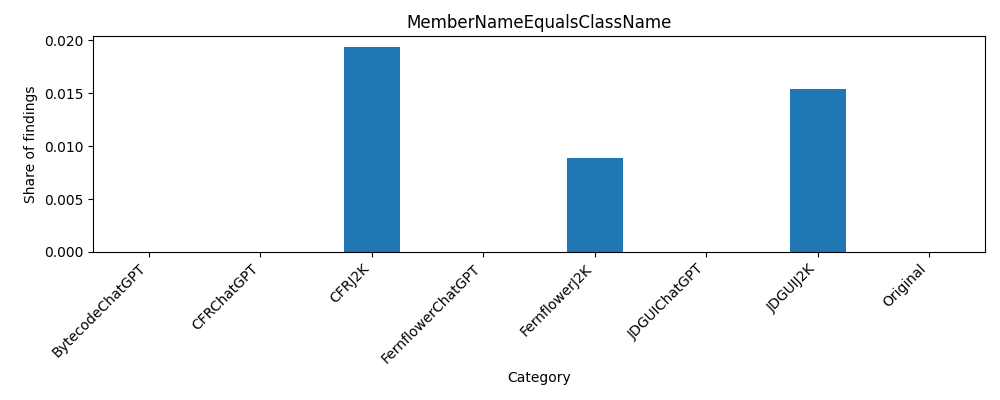 MemberNameEqualsClassName
Share of findings
0.020
0.015
0.010
0.005
0.000
BytecodeChatGPT
CFRChatGPT
CFRJ2K
FernflowerChatGPT
FernflowerJ2K
JDGUIChatGPT
JDGUIJ2K
Original
Category